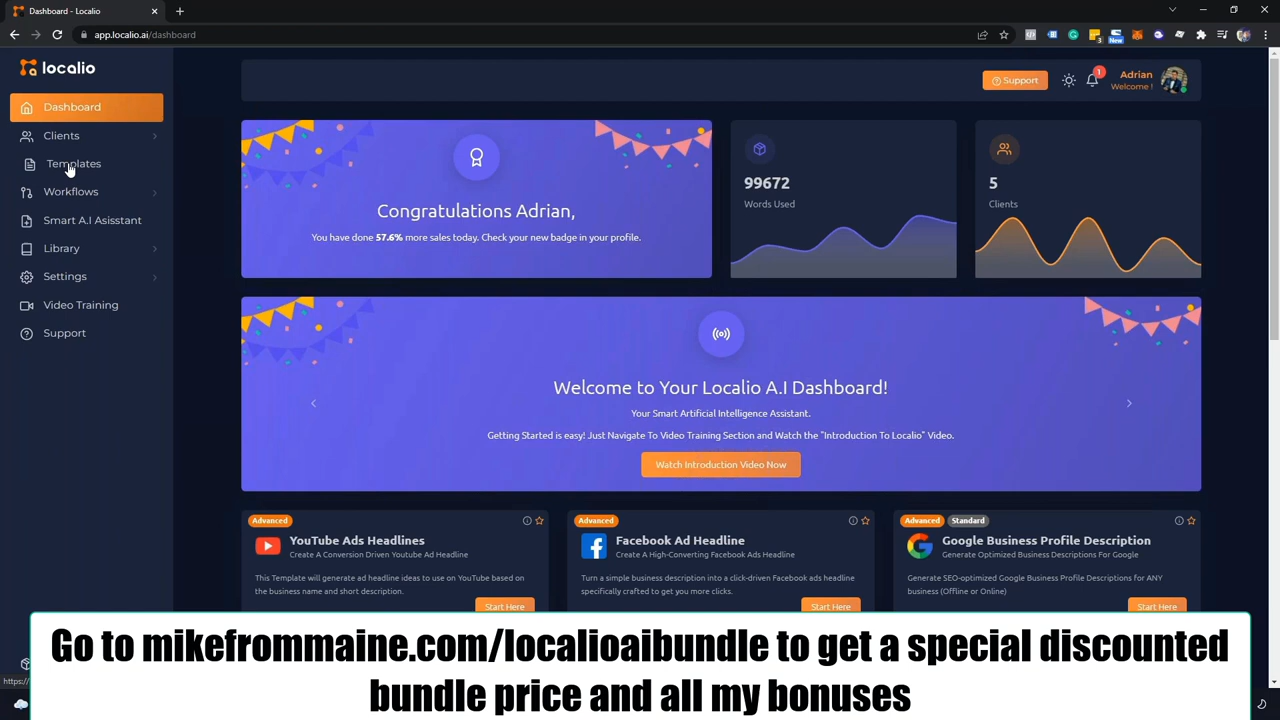 Dashboard - Localio
app.localio.ai/dashboard
localio
Dashboard
Clients
Templates
Workflows
Smart A.I Asisstant
Library
Settings
Video Training
Support
Support
1
Adrian
Welcome !
Congratulations Adrian,
You have done 57.6% more sales today. Check your new badge in your profile.
99672
Words Used
5
Clients
Welcome to Your Localio A.I Dashboard!
Your Smart Artificial Intelligence Assistant.
Getting Started is easy! Just Navigate To Video Training Section and Watch the "Introduction To Localio" Video.
Watch Introduction Video Now
Advanced
YouTube Ads Headlines
Create A Conversion Driven Youtube Ad Headline
This Template will generate ad headline ideas to use on YouTube based on
the business name and short description.
Start Here
Advanced
Facebook Ad Headline
Create A High-Converting Facebook Ads Headline
Turn a simple business description into a click-driven Facebook ads headline
specifically crafted to get you more clicks.
Start Here
Advanced Standard
Google Business Profile Description
Generate Optimized Business Descriptions For Google
Generate SEO-optimized Google Business Profile Descriptions for ANY
business (Offline or Online)
Start Here
Go to mikefrommaine.com/localioaibundle to get a special discounted
bundle price and all my bonuses